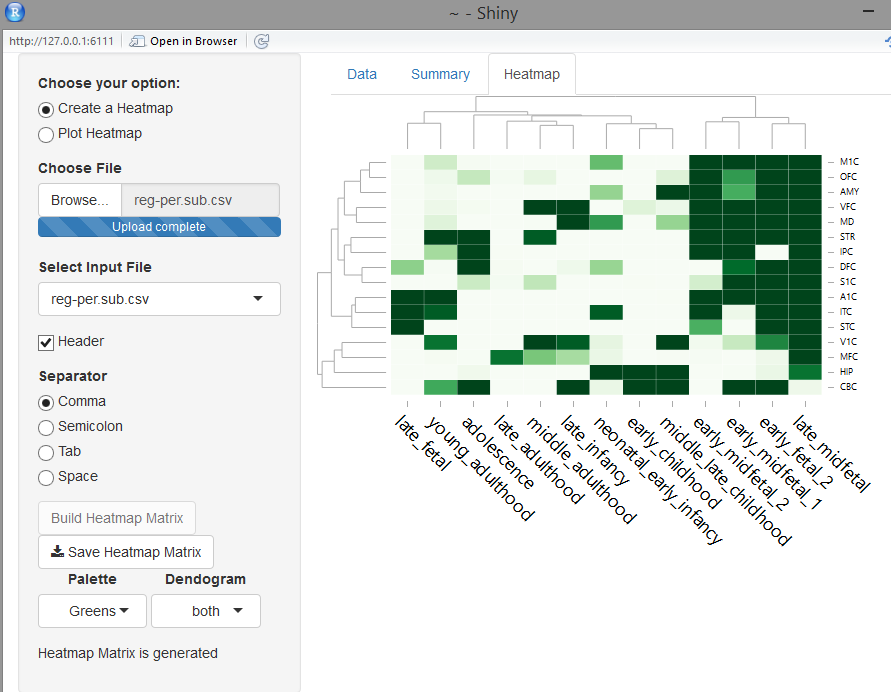 ~ - Shiny
http://127.0.0.1:6111 Open in Browser
Choose your option:
Create a Heatmap
Plot Heatmap
Choose File
Browse... reg-per.sub.csv
Upload complete
Select Input File
reg-per.sub.csv
Header
Separator
Comma
Semicolon
Tab
Space
Build Heatmap Matrix
Save Heatmap Matrix
Palette Dendogram
Greens both
Heatmap Matrix is generated
Data Summary Heatmap
M1C
OFC
AMY
VFC
MD
STR
IPC
DFC
S1C
A1C
ITC
STC
V1C
MFC
HIP
CBC
late_fetal
young_adulthood
adolescence
late_adulthood
middle_adulthood
late_infancy
neonatal_early_infancy
early_childhood
middle_late_childhood
early_midfetal_2
early_midfetal_1
early_fetal_2
late_midfetal